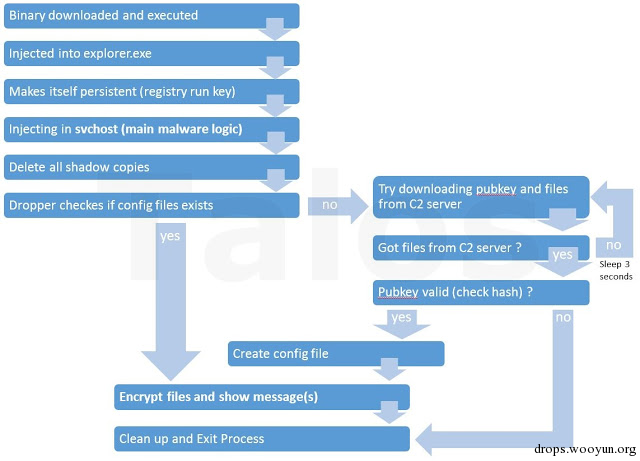 Binary downloaded and executed
Injected into explorer.exe
Makes itself persistent (registry run key)
Injecting in svchost (main malware logic)
Delete all shadow copies
Dropper checkes if config files exists
no
Try downloading pubkey and files
from C2 server
yes
Got files from C2 server ?
yes
no
Sleep 3
seconds
Pubkey valid (check hash) ?
yes
no
Create config file
Encrypt files and show message(s)
Clean up and Exit Process
Talos
drops.wooyun.org